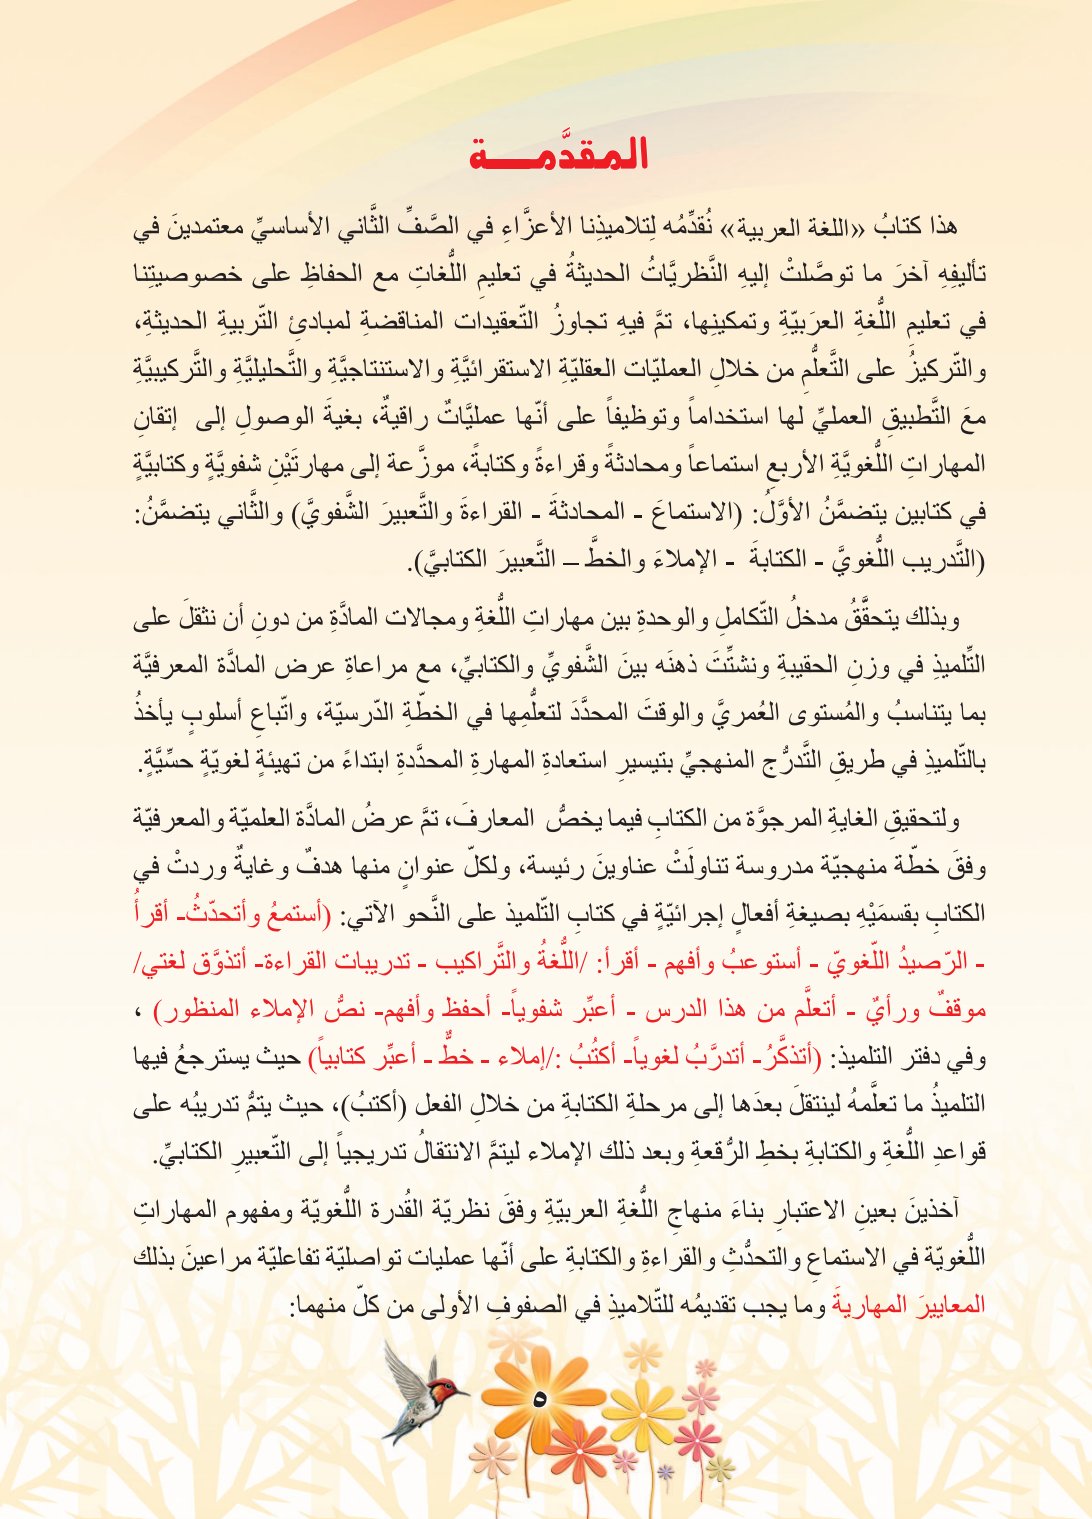 المقدَّمـــة
هذا كتابُ «اللغة العربية» نُقدِّمُه لِتلاميذِنا الأعزَّاءِ في الصَّفِّ الثَّاني الأساسيِّ معتمدينَ في
تأليفِهِ آخرَ ما توصَّلتْ إليهِ النَّظريَّاتُ الحديثةُ في تعليمِ اللُّغاتِ مع الحفاظِ على خصوصيتِنا
في تعليمِ اللُّغةِ العرَبيّةِ وتمكينِها، تمَّ فيهِ تجاوزُ التّعقيدات المناقضةِ لمبادئِ التّربيةِ الحديثةِ،
والتّركيزُ على التَّعلُّمِ من خلالِ العمليّات العقليّةِ الاستقرائيَّةِ والاستنتاجيَّةِ والتَّحليليَّةِ والتَّركيبيَّةِ
معَ التَّطبيقِ العمليِّ لها استخداماً وتوظيفاً على أنّها عمليَّاتٌ راقيةٌ، بغيةَ الوصولِ إلى إتقانِ
المهاراتِ اللُّغويَّةِ الأربعِ استماعاً ومحادثةً وقراءةً وكتابةً، موزَّعة إلى مهارتَيْنِ شفويَّةٍ وكتابيَّةٍ
في كتابين يتضمَّنُ الأوَّلُ: (الاستماعَ - المحادثةَ - القراءةَ والتَّعبيرَ الشَّفويَّ) والثَّاني يتضمَّنُ:
(التَّدريب اللُّغويَّ - الكتابةَ - الإملاءَ والخطَّ – التَّعبيرَ الكتابيَّ).
وبذلك يتحقَّقُ مدخلُ التّكاملِ والوحدةِ بين مهاراتِ اللُّغةِ ومجالات المادَّةِ من دونِ أن نثقلَ على
التِّلميذِ في وزنِ الحقيبةِ ونشتِّتَ ذهنَه بينَ الشَّفويِّ والكتابيِّ، مع مراعاةِ عرض المادَّة المعرفيَّة
بما يتناسبُ والمُستوى العُمريَّ والوقتَ المحدَّدَ لتعلُّمِها في الخطّةِ الدّرسيّة، واتّباعِ أسلوبٍ يأخذُ
بالتّلميذِ في طريقِ التَّدرُّج المنهجيِّ بتيسيرِ استعادةِ المهارةِ المحدَّدةِ ابتداءً من تهيئةٍ لغويّةٍ حسِّيَّةٍ.
ولتحقيقِ الغايةِ المرجوَّة من الكتابِ فيما يخصُّ المعارفَ، تمَّ عرضُ المادَّة العلميّة والمعرفيّة
وفقَ خطّة منهجيّة مدروسة تناولَتْ عناوينَ رئيسة، ولكلّ عنوانٍ منها هدفٌ وغايةٌ وردتْ في
الكتابِ بقسمَيْهِ بصيغةِ أفعالٍ إجرائيّةٍ في كتابِ التّلميذ على النَّحو الآتي: (أستمعُ وأتحدّثُ- أقرأُ
- الرّصيدُ اللّغويّ - أستوعبُ وأفهم - أقرأ: /اللُّغةُ والتَّراكيب - تدريبات القراءة- أتذوَّق لغتي/
موقفٌ ورأيٌ - أتعلَّم من هذا الدرس - أعبِّر شفوياً- أحفظ وأفهم- نصُّ الإملاء المنظور) ،
وفي دفتر التلميذ: (أتذكَّرُ- أتدرَّبُ لغوياً- أكتُبُ :/إملاء - خطٌّ - أعبِّر كتابياً) حيث يسترجعُ فيها
التلميذُ ما تعلَّمهُ لينتقلَ بعدَها إلى مرحلةِ الكتابةِ من خلالِ الفعل (أكتبُ)، حيث يتمُّ تدريبُه على
قواعدِ اللُّغةِ والكتابةِ بخطِ الرُّقعةِ وبعد ذلك الإملاء ليتمَّ الانتقالُ تدريجياً إلى التّعبيرِ الكتابيِّ.
آخذينَ بعينِ الاعتبارِ بناءَ منهاجِ اللُّغةِ العربيّةِ وفقَ نظريّة القُدرة اللُّغويّة ومفهوم المهاراتِ
اللُّغويّة في الاستماعِ والتحدُّثِ والقراءةِ والكتابةِ على أنّها عمليات تواصليّة تفاعليّة مراعينَ بذلك
المعاييرَ المهاريةَ وما يجب تقديمُه للتّلاميذِ في الصفوفِ الأولى من كلّ منهما:
٥